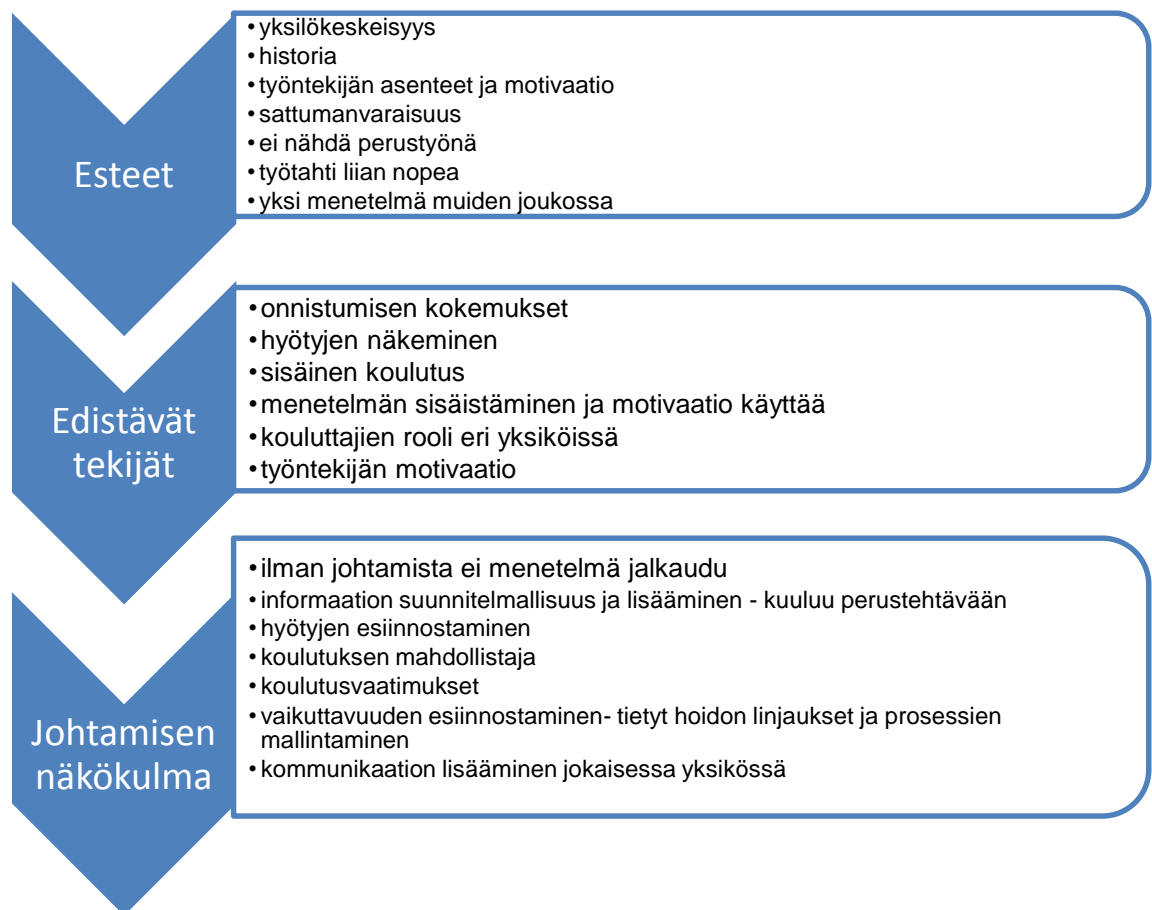 Esteet
• yksilökeskeisyys
• historia
• työntekijän asenteet ja motivaatio
• sattumanvaraisuus
• ei nähdä perustyönä
• työtahti liian nopea
• yksi menetelmä muiden joukossa
Edistävät
tekijät
• onnistumisen kokemukset
• hyötyjen näkeminen
• sisäinen koulutus
• menetelmän sisäistäminen ja motivaatio käyttää
• kouluttajien rooli eri yksiköissä
• työntekijän motivaatio
Johtamisen
näkökulma
• ilman johtamista ei menetelmä jalkaudu
• informaation suunnitelmallisuus ja lisääminen - kuuluu perustehtävään
• hyötyjen esiinnostaminen
• koulutuksen mahdollistaja
• koulutusvaatimukset
• vaikuttavuuden esiinnostaminen- tietyt hoidon linjaukset ja prosessien
mallintaminen
• kommunikaation lisääminen jokaisessa yksikössä